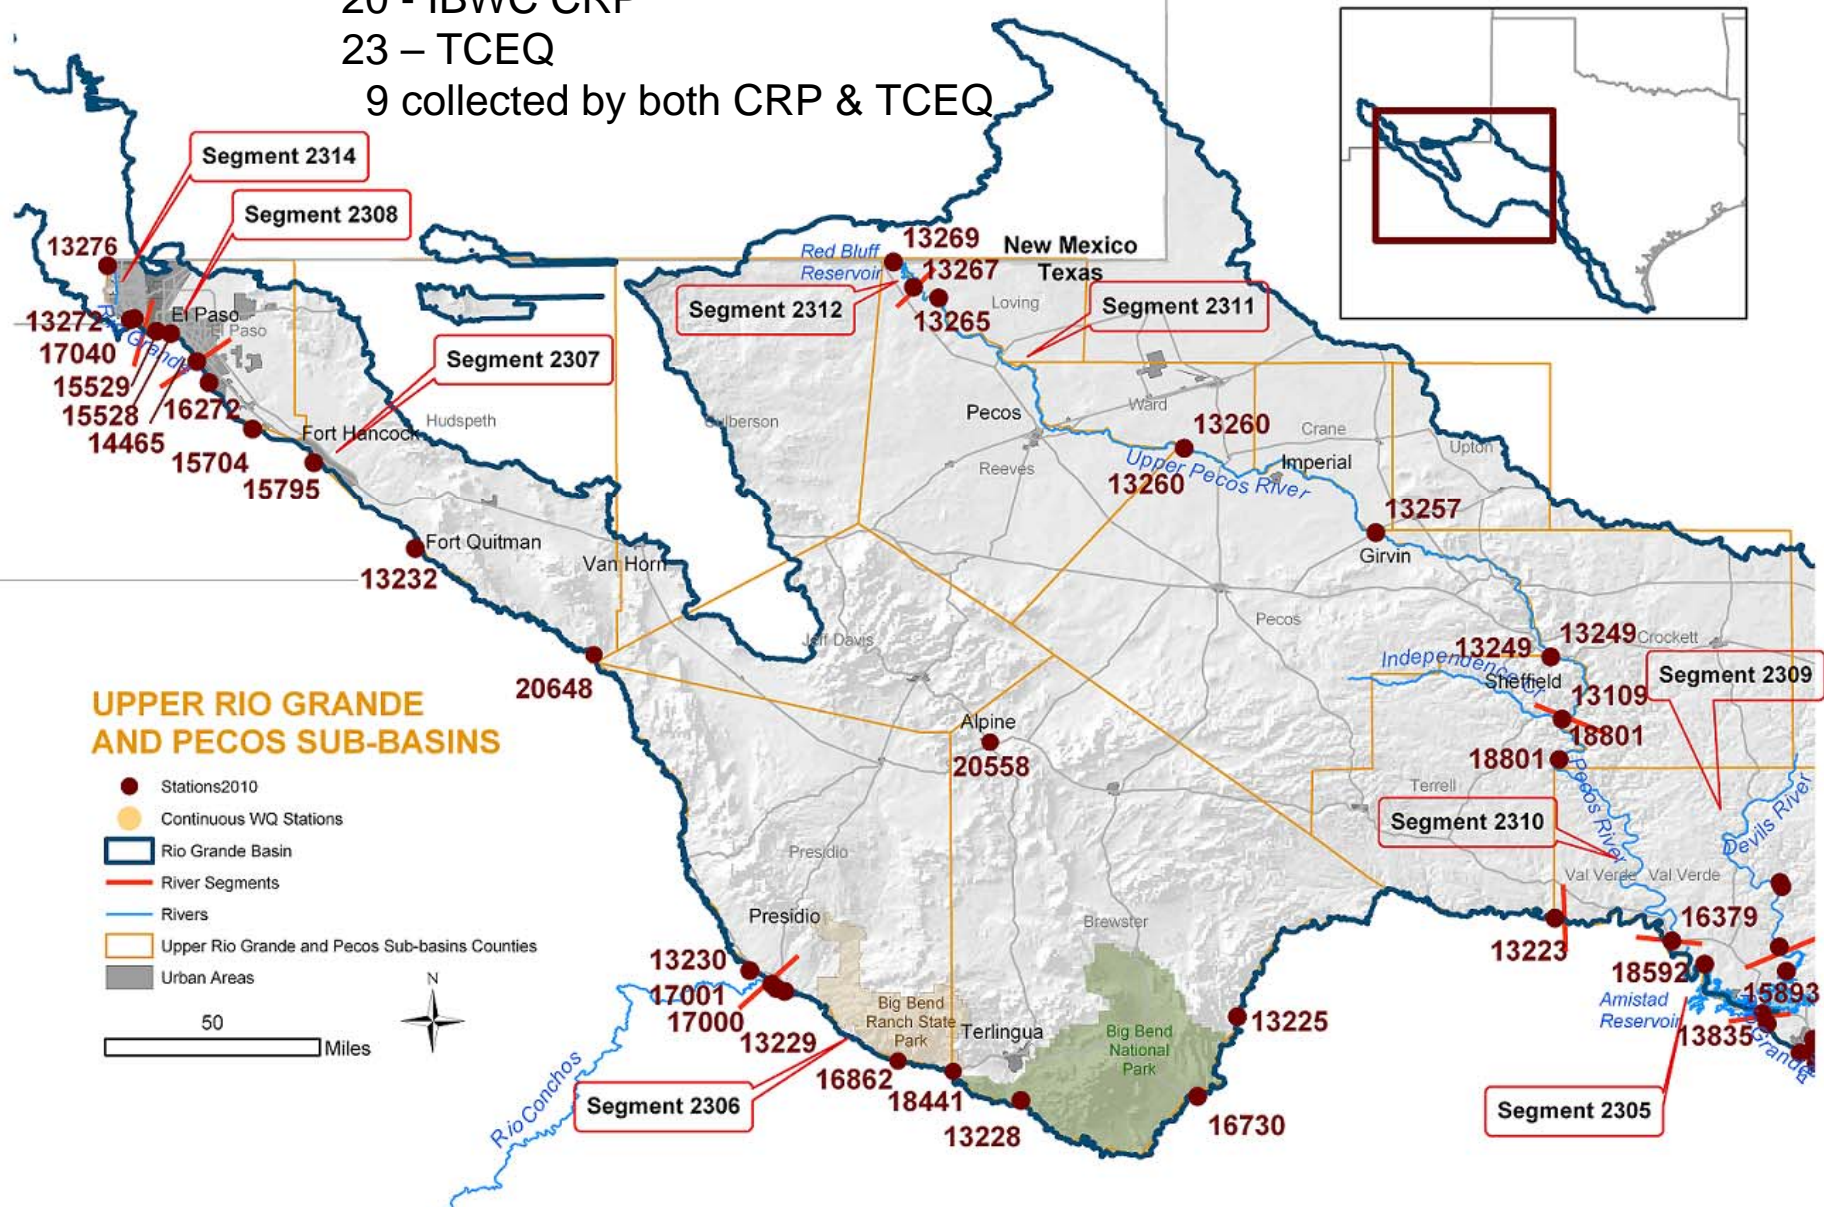 20 - IBWC CRP
23 – TCEQ
9 collected by both CRP & TCEQ
Segment 2314
Segment 2308
13276
Red Bluff
Reservoir
13269
13267
New Mexico
Texas
Segment 2312
13265
Loving
Segment 2311
13272
El Paso
El Paso
Rio Grande
17040
15529
15528
14465
16272
Segment 2307
Fort Hancock
Hudspeth
15704
15795
Culberson
Pecos
Ward
13260
Crane
Upton
Reeves
13260
Upper Pecos River
Imperial
13257
Girvin
Fort Quitman
13232
Van Horn
Jeff Davis
Pecos
13249
13249
Crockett
Independence Cr
Sheffield
Segment 2309
13109
18801
18801
20648
Alpine
20558
Terrell
Segment 2310
Pecos River
Devils River
Val Verde
Val Verde
UPPER RIO GRANDE
AND PECOS SUB-BASINS
Stations2010
Continuous WQ Stations
Rio Grande Basin
River Segments
Rivers
Upper Rio Grande and Pecos Sub-basins Counties
Urban Areas
N
50
Miles
Presidio
Presidio
Brewster
13230
17001
17000
13229
Big Bend
Ranch State
Park
Terlingua
Big Bend
National
Park
13225
13223
16379
18592
15893
Amistad
Reservoir
13835
Grande
Rio Conchos
Segment 2306
16862
18441
13228
16730
Segment 2305